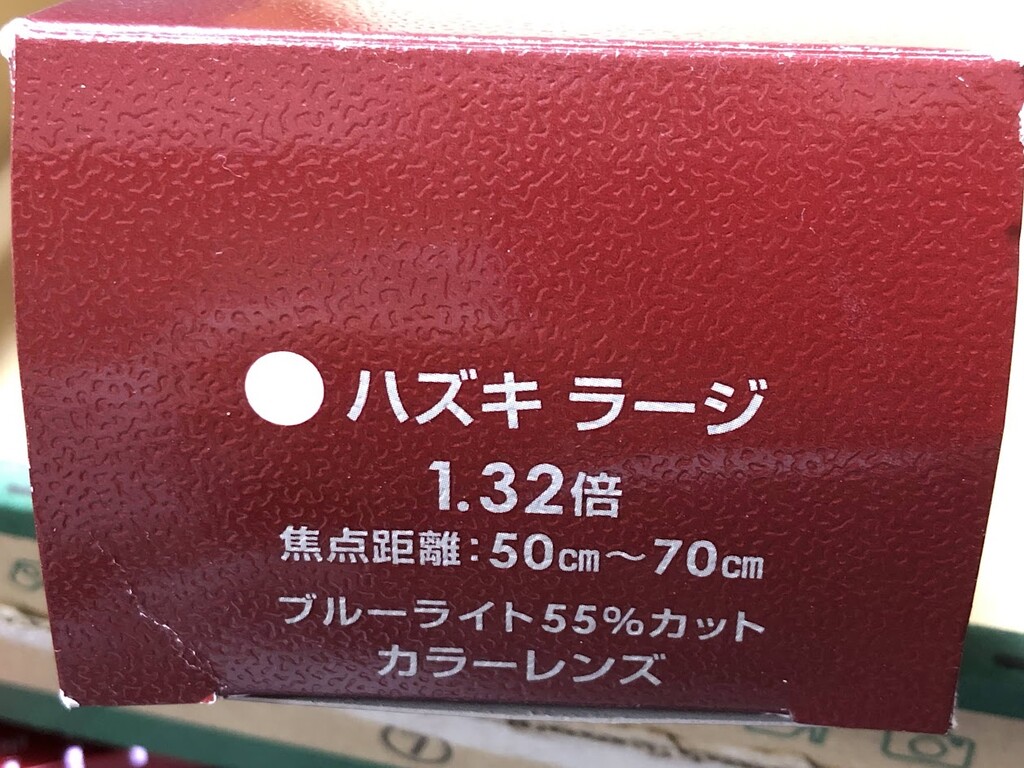 ハズキ ラージ
1.32倍
焦点距離:50㎝〜70㎝
ブルーライト55%カット
カラーレンズ